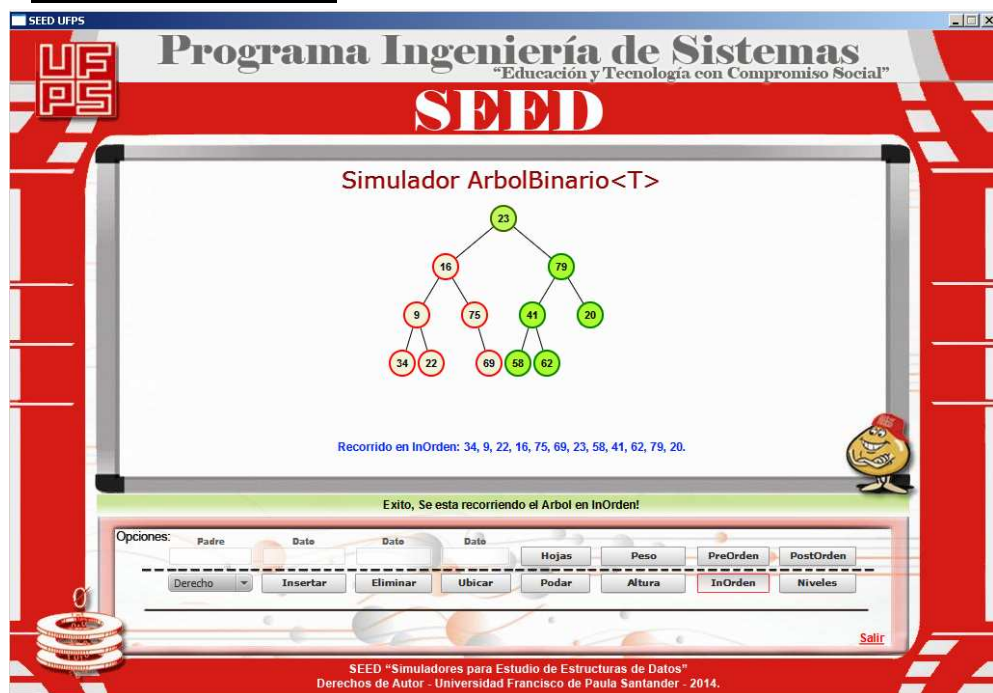 SEED UFPS
UFPS
Programa Ingeniería de Sistemas
“Educación y Tecnología con Compromiso Social”
SEED
Simulador ArbolBinario<T>
23
16 79
9 75 41 20
34 22 69 58 62
Recorrido en InOrden: 34, 9, 22, 16, 75, 69, 23, 58, 41, 62, 79, 20.
Exito, Se esta recorriendo el Arbol en InOrden!
Opciones:
Padre Dato Dato Dato
Hojas Peso PreOrden PostOrden
Derecho Insertar Eliminar Ubicar Podar Altura InOrden Niveles
Salir
SEED “Simuladores para Estudio de Estructuras de Datos”
Derechos de Autor - Universidad Francisco de Paula Santander - 2014.